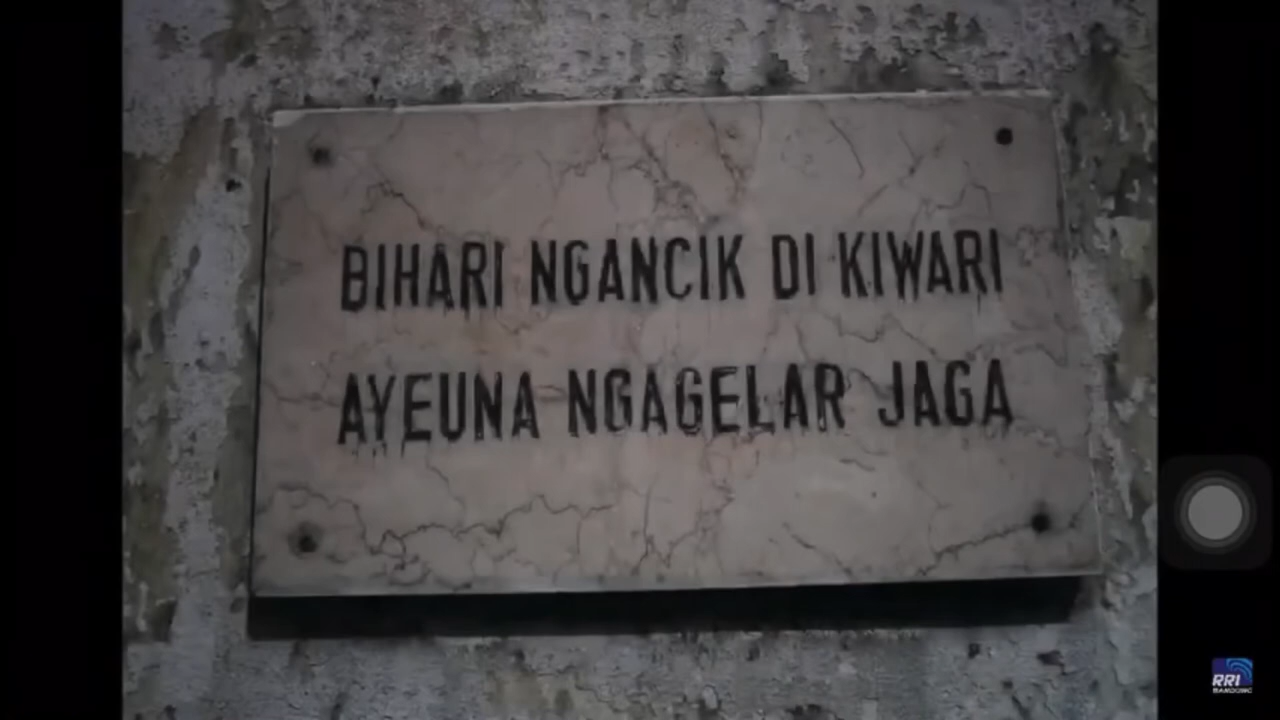 BIHARI NGANCIK DI KIWARI
AYEUNA NGAGELAR JAGA
RRI
BANDUNG